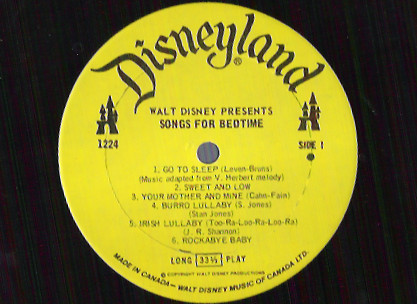 Disneyland®
WALT DISNEY PRESENTS
SONGS FOR BEDTIME
1224
SIDE 1
1. GO TO SLEEP (Leven-Bruns)
(Music adapted from V. Herbert melody)
2. SWEET AND LOW
3. YOUR MOTHER AND MINE (Cahn-Fain)
4. BURRO LULLABY (S. Jones)
(Stan Jones)
5. IRISH LULLABY (Too-Ra-Loo-Ra-Loo-Ra)
(J. R. Shannon)
6. ROCKABYE BABY
LONG 33⅓ PLAY
© COPYRIGHT WALT DISNEY PRODUCTIONS
MADE IN CANADA — WALT DISNEY MUSIC OF CANADA LTD.